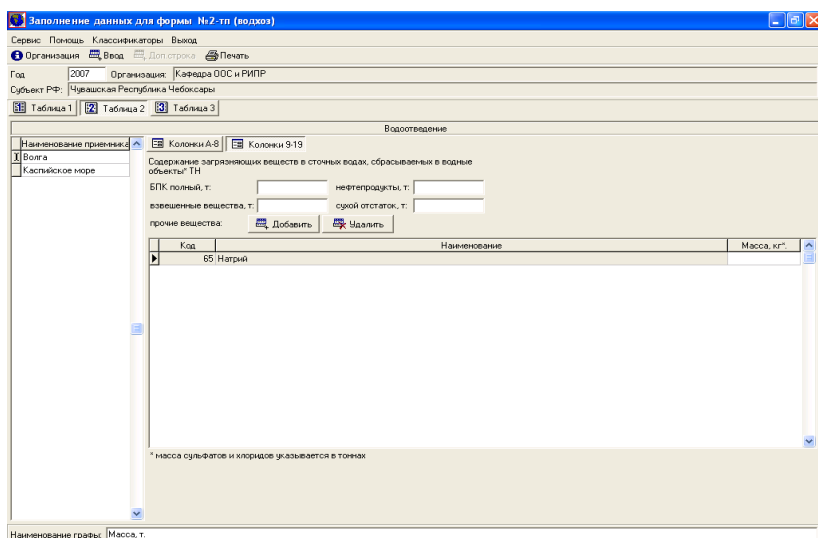 Заполнение данных для формы №2-тп (водхоз)
Сервис Помощь Классификаторы Выход
Организация Ввод Доп строка Печать
Год 2007 Организация: Кафедра ООС и РИПР
Субъект РФ: Чувашская Республика Чебоксары
1 Таблица 1 2 Таблица 2 3 Таблица 3
Водоотведение
Наименование приемника
Волга
Каспийское море
Колонки А-8 Колонки 9-19
Содержание загрязняющих веществ в сточных водах, сбрасываемых в водные
объекты* ТН
БПК полный, т: нефтепродукты, т:
взвешенные вещества, т: сухой отстаток, т:
прочие вещества: Добавить Удалить
Код Наименование Масса, кг*.
65 Натрий
* масса сульфатов и хлоридов указывается в тоннах
Наименование графы: Масса, т.